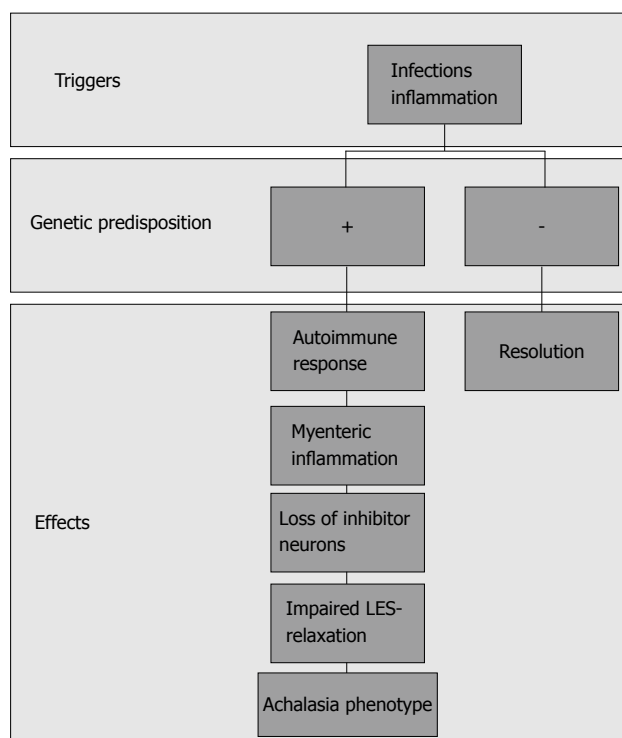 Triggers
Infections
inflammation
Genetic predisposition
+
-
Effects
Autoimmune
response
Resolution
Myenteric
inflammation
Loss of inhibitor
neurons
Impaired LES-
relaxation
Achalasia phenotype